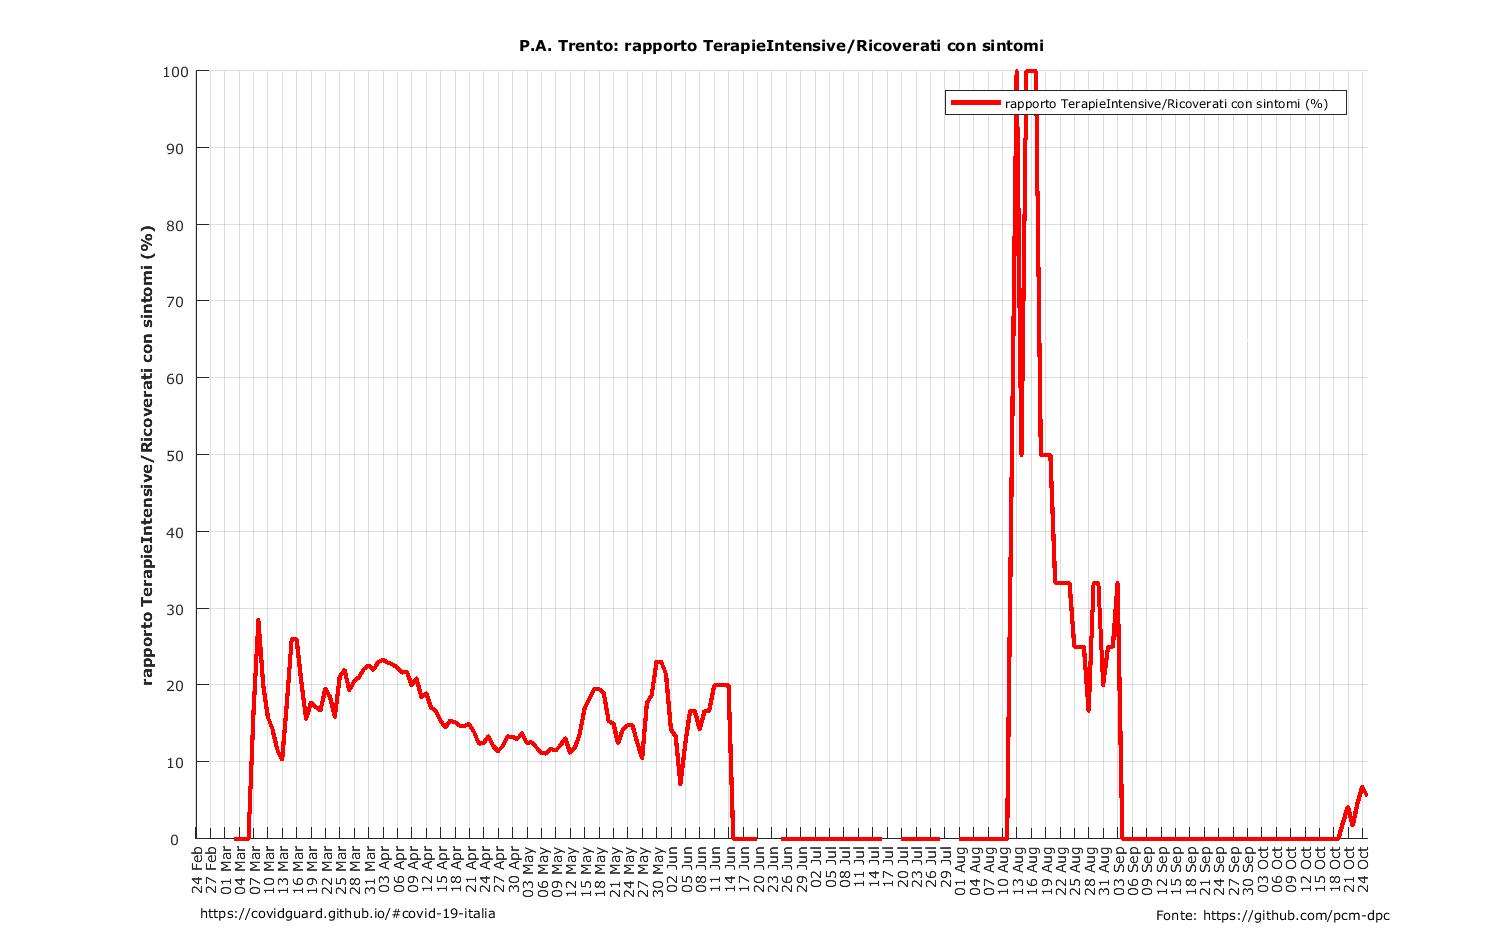 P.A. Trento: rapporto TerapieIntensive/Ricoverati con sintomi
rapporto TerapieIntensive/Ricoverati con sintomi (%)
rapporto TerapieIntensive/Ricoverati con sintomi (%)
100
90
80
70
60
50
40
30
20
10
0
24 Feb
27 Feb
01 Mar
04 Mar
07 Mar
10 Mar
13 Mar
16 Mar
19 Mar
22 Mar
25 Mar
28 Mar
31 Mar
03 Apr
06 Apr
09 Apr
12 Apr
15 Apr
18 Apr
21 Apr
24 Apr
27 Apr
30 Apr
03 May
06 May
09 May
12 May
15 May
18 May
21 May
24 May
27 May
30 May
02 Jun
05 Jun
08 Jun
11 Jun
14 Jun
17 Jun
20 Jun
23 Jun
26 Jun
29 Jun
02 Jul
05 Jul
08 Jul
11 Jul
14 Jul
17 Jul
20 Jul
23 Jul
26 Jul
29 Jul
01 Aug
04 Aug
07 Aug
10 Aug
13 Aug
16 Aug
19 Aug
22 Aug
25 Aug
28 Aug
31 Aug
03 Sep
06 Sep
09 Sep
12 Sep
15 Sep
18 Sep
21 Sep
24 Sep
27 Sep
30 Sep
03 Oct
06 Oct
09 Oct
12 Oct
15 Oct
18 Oct
21 Oct
24 Oct
https://covidguard.github.io/#covid-19-italia
Fonte: https://github.com/pcm-dpc